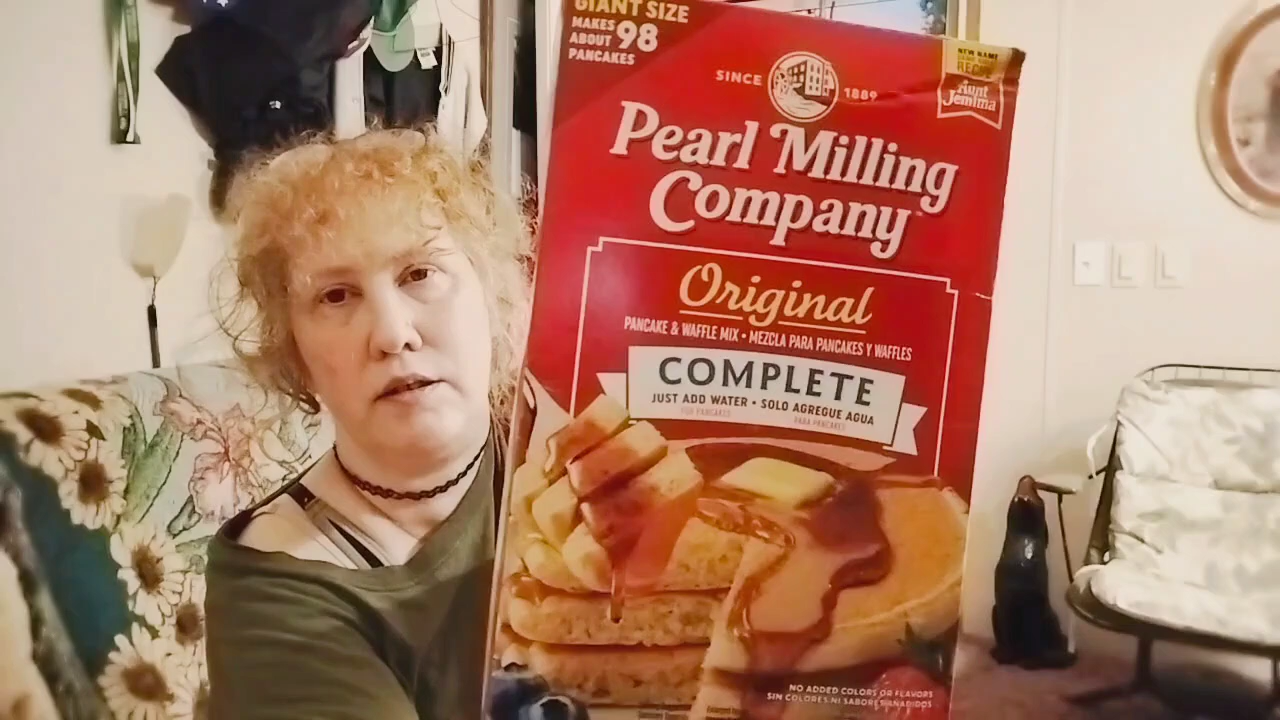 GIANT SIZE
MAKES ABOUT 98
PANCAKES
NEW NAME
SAME GREAT
RECIPE
Aunt
Jemima
SINCE 1889
Pearl Milling
Company
Original
PANCAKE & WAFFLE MIX • MEZCLA PARA PANCAKES Y WAFFLES
COMPLETE
JUST ADD WATER • SOLO AGREGUE AGUA
FOR PANCAKES PARA PANCAKES
NO ADDED COLORS OR FLAVORS
SIN COLORES NI SABORES AÑADIDOS